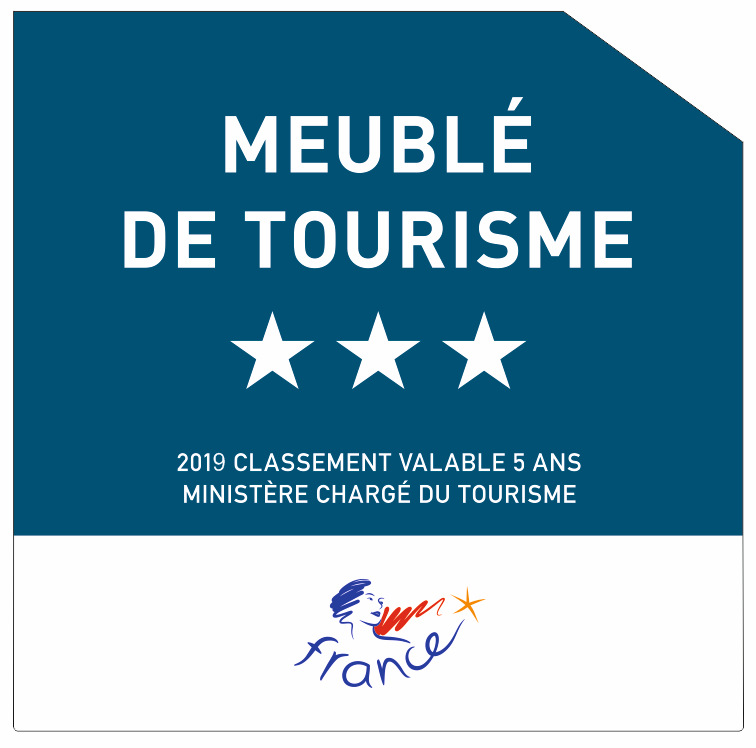 MEUBLÉ
DE TOURISME
2019 CLASSEMENT VALABLE 5 ANS
MINISTÈRE CHARGÉ DU TOURISME
france